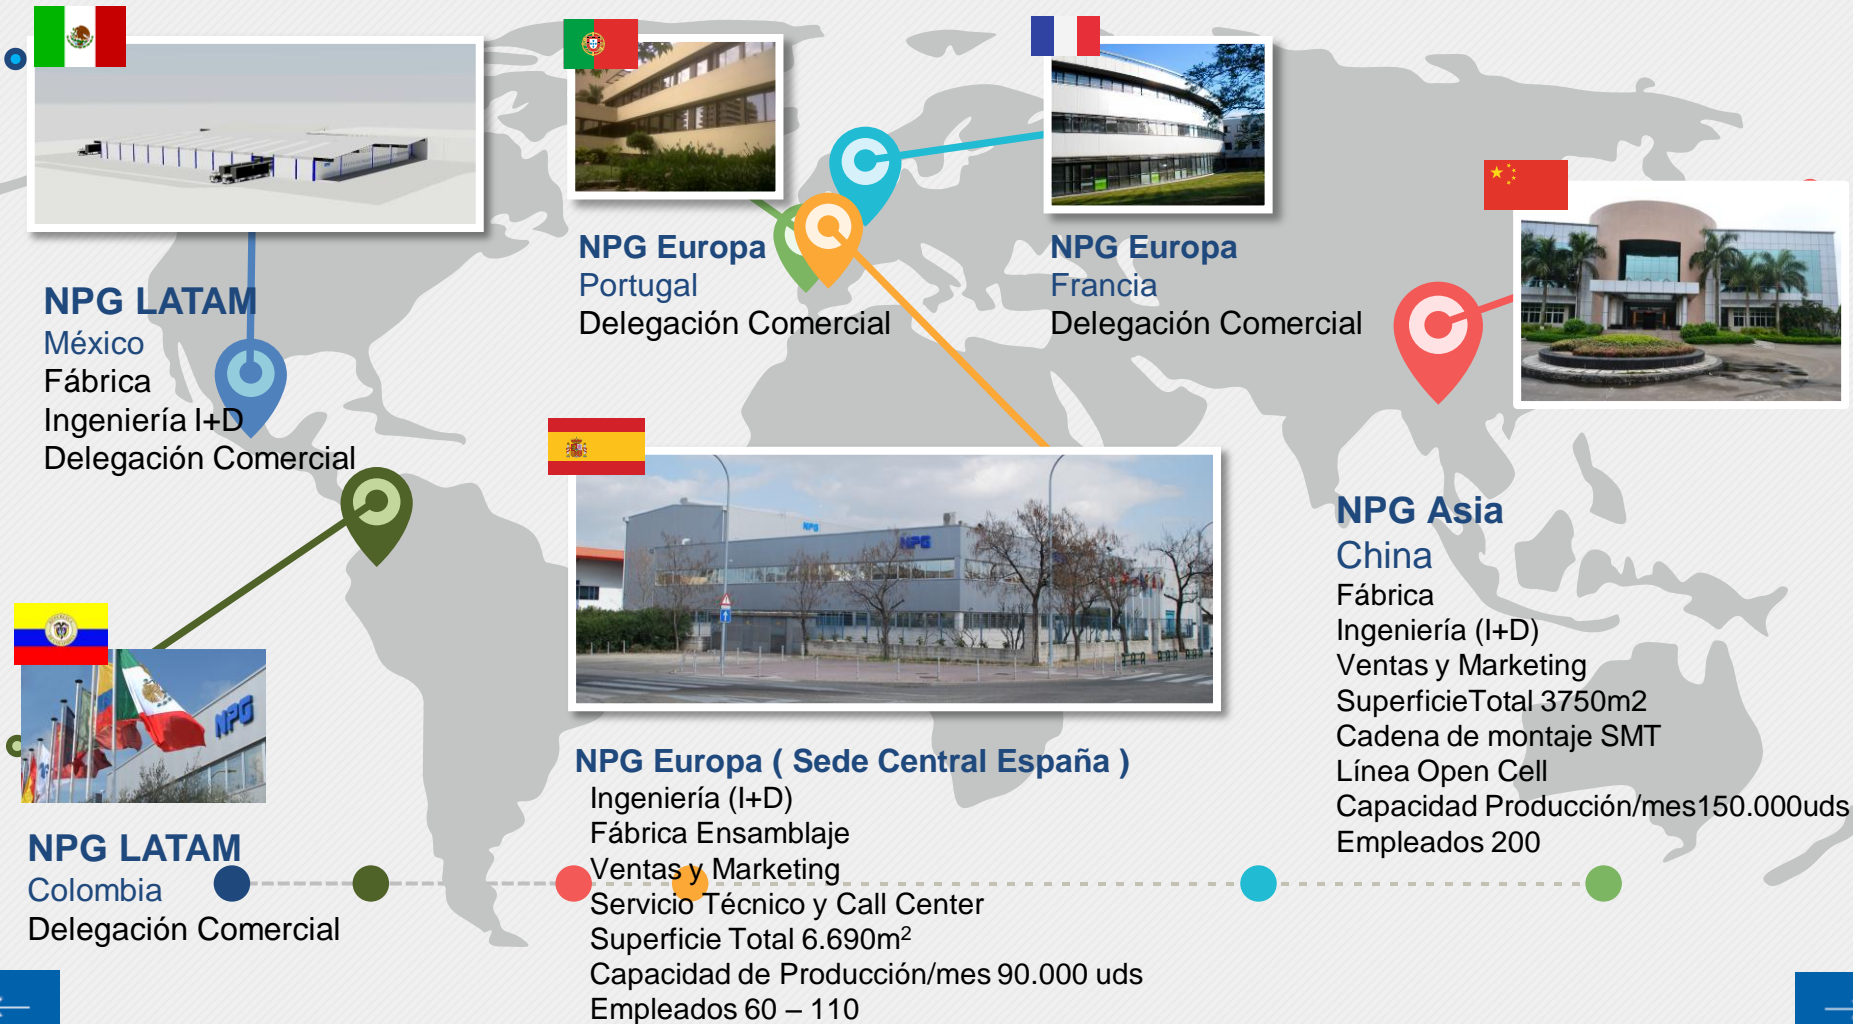 NPG LATAM
México
Fábrica
Ingeniería I+D
Delegación Comercial
NPG Europa
Portugal
Delegación Comercial
NPG Europa
Francia
Delegación Comercial
NPG
NPG
NPG Asia
China
Fábrica
Ingeniería (I+D)
Ventas y Marketing
SuperficieTotal 3750m2
Cadena de montaje SMT
Línea Open Cell
Capacidad Producción/mes150.000uds
Empleados 200
NPG
NPG LATAM
Colombia
Delegación Comercial
NPG Europa ( Sede Central España )
Ingeniería (I+D)
Fábrica Ensamblaje
Ventas y Marketing
Servicio Técnico y Call Center
Superficie Total 6.690m²
Capacidad de Producción/mes 90.000 uds
Empleados 60 – 110